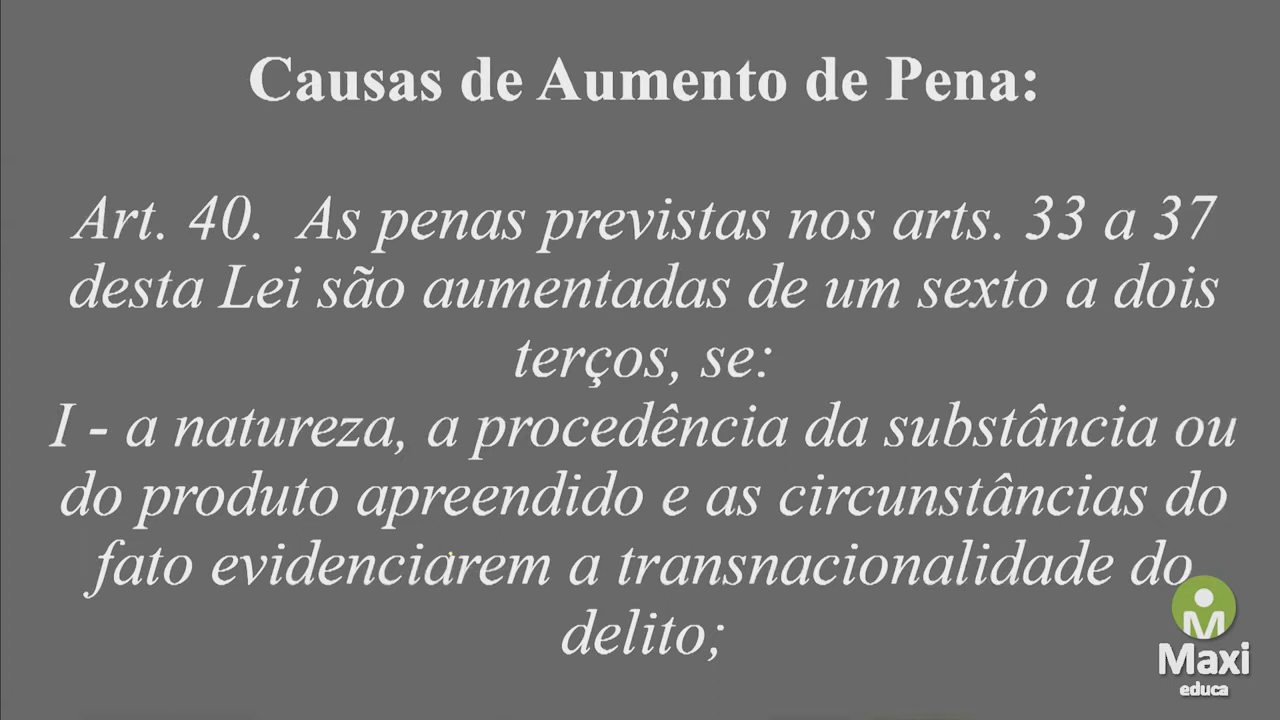 Causas de Aumento de Pena:
Art. 40. As penas previstas nos arts. 33 a 37
desta Lei são aumentadas de um sexto a dois
terços, se:
I - a natureza, a procedência da substância ou
do produto apreendido e as circunstâncias do
fato evidenciarem a transnacionalidade do
delito;
M
Maxi
educa